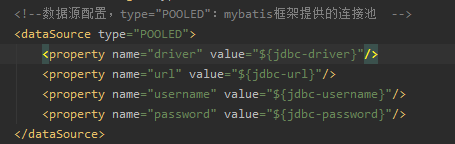 <!--数据源配置，type="POOLED"：mybatis框架提供的连接池  -->
<dataSource type="POOLED">
    <property name="driver" value="${jdbc-driver}"/>
    <property name="url" value="${jdbc-url}"/>
    <property name="username" value="${jdbc-username}"/>
    <property name="password" value="${jdbc-password}"/>
</dataSource>